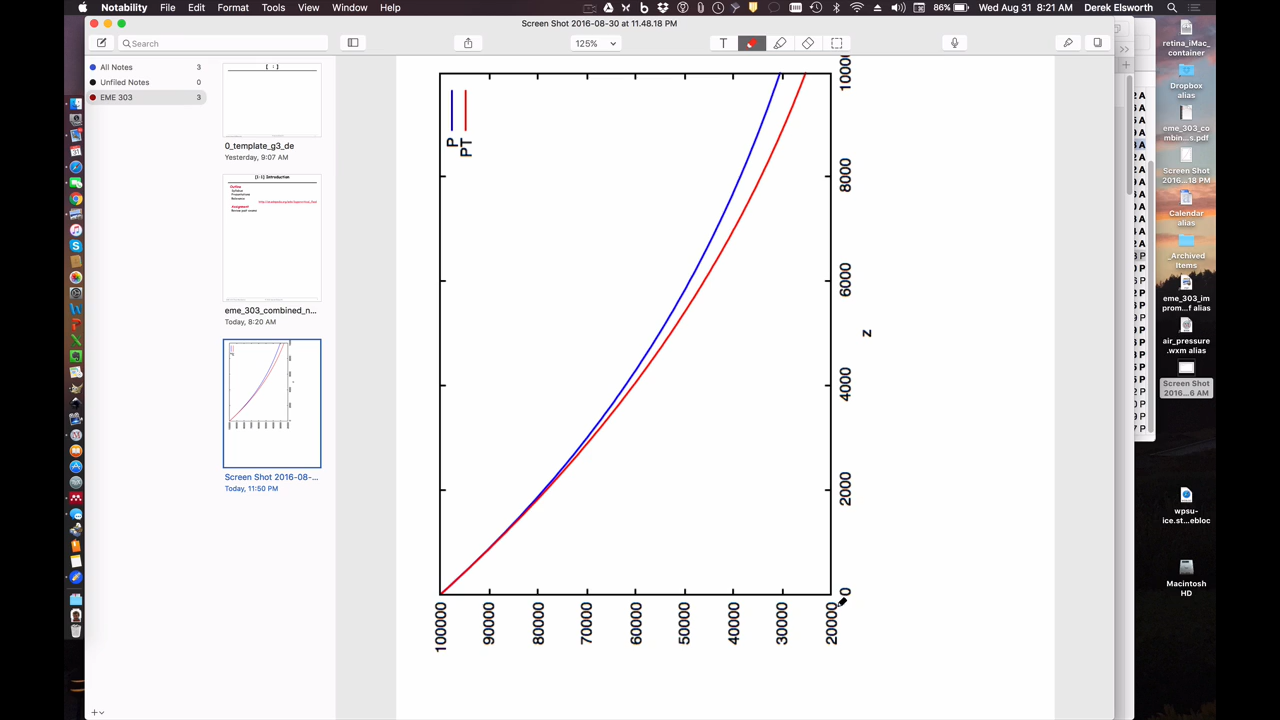 Notability File Edit Format Tools View Window Help
86% Wed Aug 31 8:21 AM Derek Elsworth
Screen Shot 2016-08-30 at 11.48.18 PM
Search
125%
All Notes 3
Unfiled Notes 0
EME 303 3
0_template_g3_de
Yesterday, 9:07 AM
[1:1] Introduction
eme_303_combined_n...
Today, 8:20 AM
Screen Shot 2016-08-...
Today, 11:50 PM
P
PT
100000
90000
80000
70000
60000
50000
40000
30000
20000
0
2000
4000
6000
8000
z
retina_iMac_
container
Dropbox
alias
eme_303_co
mbin...s.pdf
Screen Shot
2016...18 PM
Calendar
alias
_Archived
Items
eme_303_im
prom...f alias
air_pressure
.wxm alias
Screen Shot
2016...6 AM
wpsu-
ice.st...ebloc
Macintosh
HD